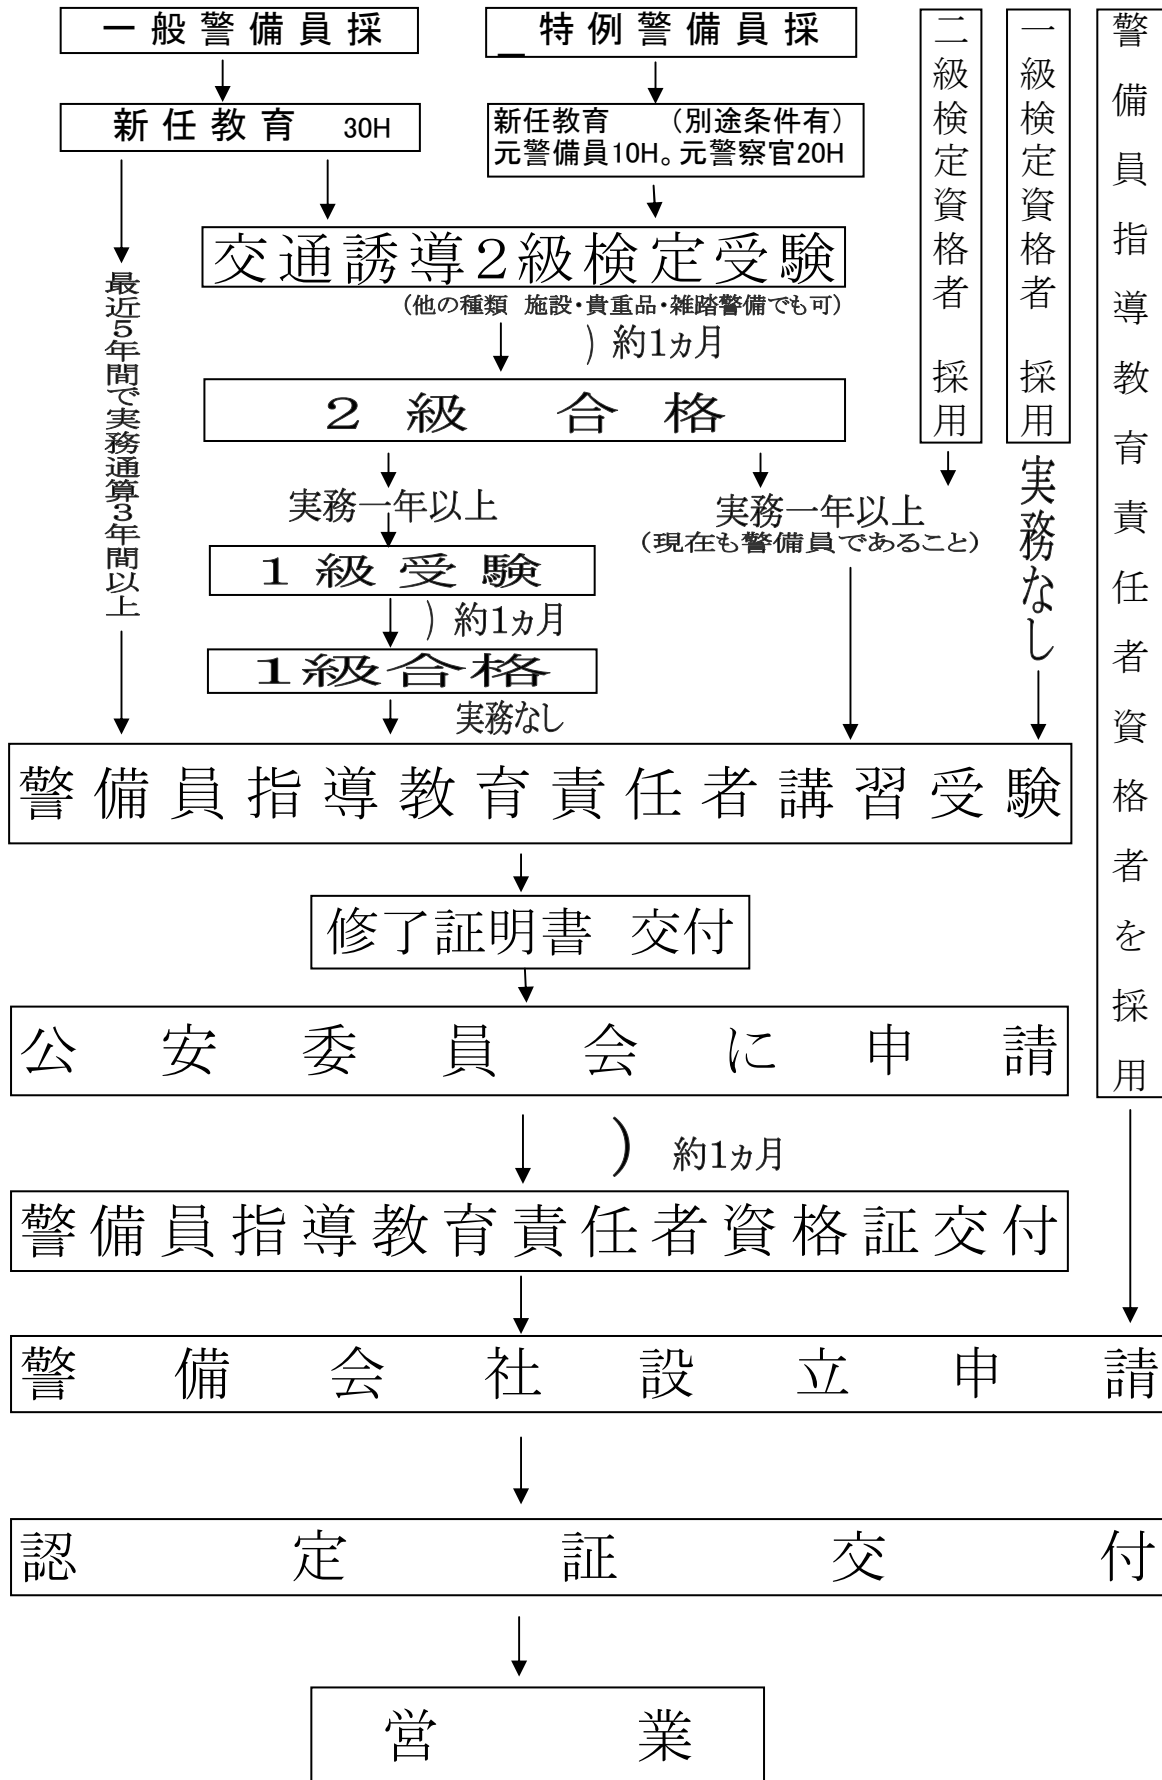 一般警備員採
_特例警備員採
新任教育 30H
新任教育 （別途条件有）
元警備員10H。元警察官20H
二級検定資格者 採用
一級検定資格者 採用
警備員指導教育責任者資格者を採用
交通誘導２級検定受験
（他の種類 施設・貴重品・雑踏警備でも可）
) 約1ヵ月
最近5年間で実務通算3年間以上
２級 合格
実務一年以上
実務一年以上
（現在も警備員であること）
実務なし
１級受験
) 約1ヵ月
１級合格
実務なし
警備員指導教育責任者講習受験
修了証明書 交付
公安委員会に申請
) 約1ヵ月
警備員指導教育責任者資格証交付
警備会社設立申請
認定証交付
営業